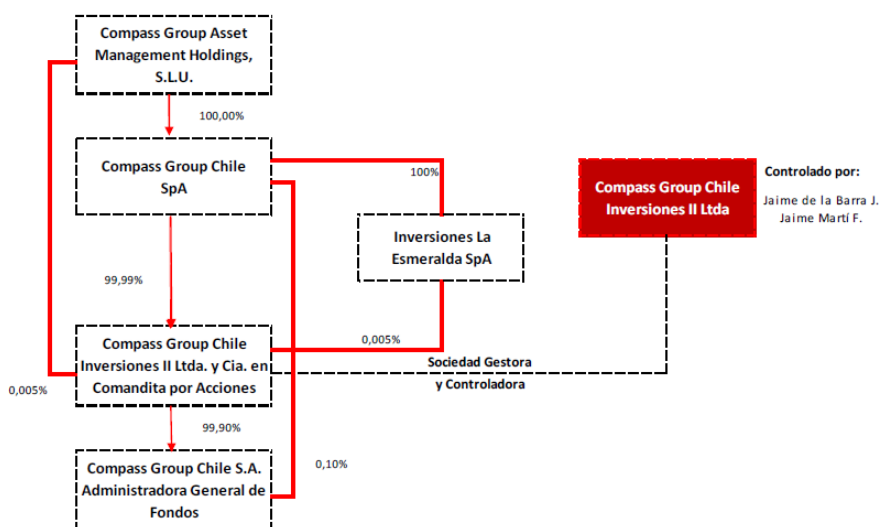 Compass Group Asset
Management Holdings,
S.L.U.
100,00%
Compass Group Chile
SpA
100%
Compass Group Chile
Inversiones II Ltda
Controlado por:
Jaime de la Barra J.
Jaime Martí F.
Inversiones La
Esmeralda SpA
99,99%
Compass Group Chile
Inversiones II Ltda. y Cia. en
Comandita por Acciones
0,005%
Sociedad Gestora
y Controladora
0,005%
99,90%
Compass Group Chile S.A.
Administradora General de
Fondos
0,10%